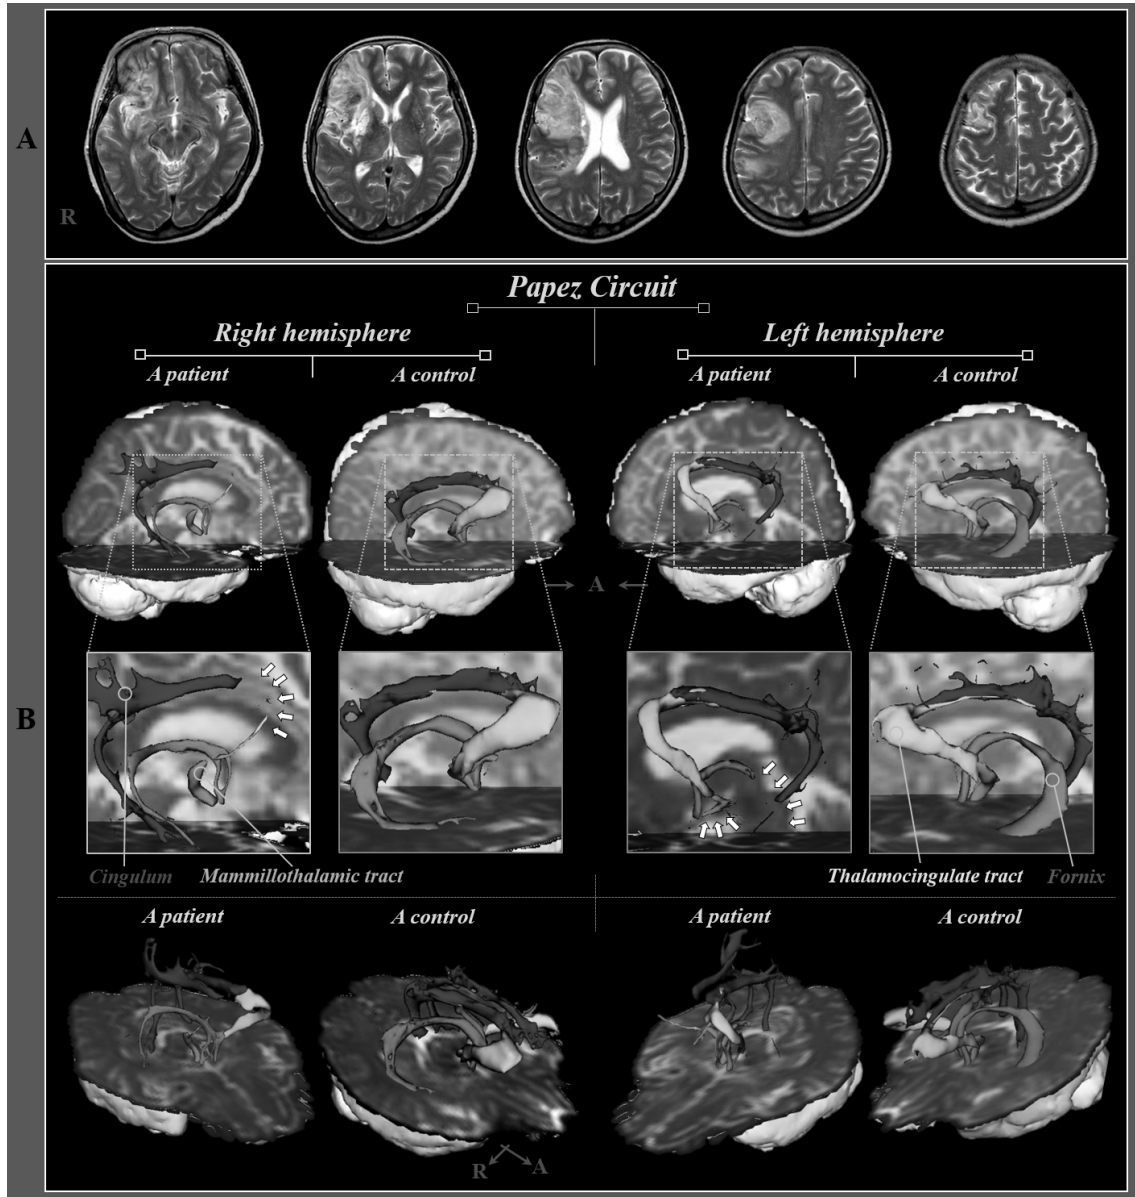 A
R
Papez Circuit
Right hemisphere
Left hemisphere
A patient
A control
A patient
A control
A
B
Cingulum
Mammillothalamic tract
Thalamocingulate tract
Fornix
A patient
A control
A patient
A control
R
A